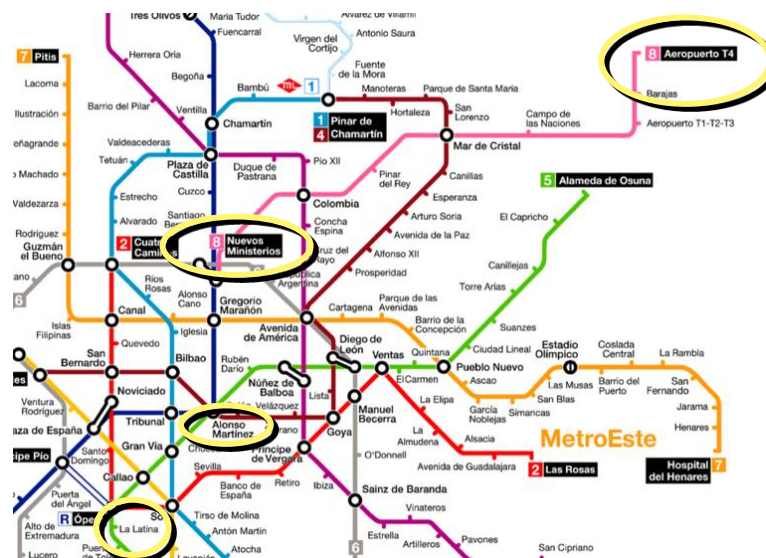 Tres Olivos
María Tudor
Álvarez de Villamil
Fuencarral
Virgen del
Cortijo
Antonio Saura
8 Aeropuerto T4
7 Pitis
Herrera Oria
Begoña
Fuente
de la Mora
Lacoma
Bambú
ML 1
Manoteras
Parque de Santa María
Barajas
Barrio del Pilar
Ventilla
San
Lorenzo
Hortaleza
Campo de
las Naciones
Aeropuerto T1-T2-T3
Chamartín
1 Pinar de
4 Chamartín
Mar de Cristal
Valdeacederas
Tetuán
Plaza de
Castilla
Duque de
Pastrana
Pío XII
Pinar
del Rey
Canillas
5 Alameda de Osuna
Estrecho
Cuzco
Colombia
Esperanza
Valdezarza
Alvarado
Santiago
Concha
Espina
Arturo Soria
El Capricho
Rodríguez
Guzmán
el Bueno
2
8 Nuevos
Ministerios
Avenida de la Paz
Alfonso XII
Canillejas
6
Ríos
Rosas
Alonso
Cano
6
Argentina
Prosperidad
Torre Arias
Islas
Filipinas
Canal
Iglesia
Gregorio
Marañón
Avenida
de América
Cartagena
Parque de las
Avenidas
Barrio de la
Concepción
Suanzes
Quevedo
San
Bernardo
Bilbao
Rubén
Darío
Diego de
León
Ventas
Quintana
Ciudad Lineal
Estadio
Olímpico
Coslada
Central
La Rambla
El Carmen
Pueblo Nuevo
Noviciado
Núñez de
Balboa
Lista
Ascao
Las Musas
Barrio del
Puerto
San
Fernando
Ventura
Rodríguez
Tribunal
Alonso
Martínez
Velázquez
Goya
Manuel
Becerra
La Elipa
García
Noblejas
San Blas
Simancas
Jarama
Gran Vía
Príncipe
de Vergara
La
Almudena
Alsacia
MetroEste
Henares
Santo
Domingo
Callao
Sevilla
Banco de
España
Retiro
O'Donnell
Avenida de Guadalajara
2 Las Rosas
Hospital
del Henares 7
Puerta
del Ángel
Ibiza
Sainz de Baranda
R
La Latina
Tirso de Molina
Vinateros
Alto de
Extremadura
Antón Martín
Estrella
Pavones
Lucero
Atocha
6
Artilleros
San Cipriano